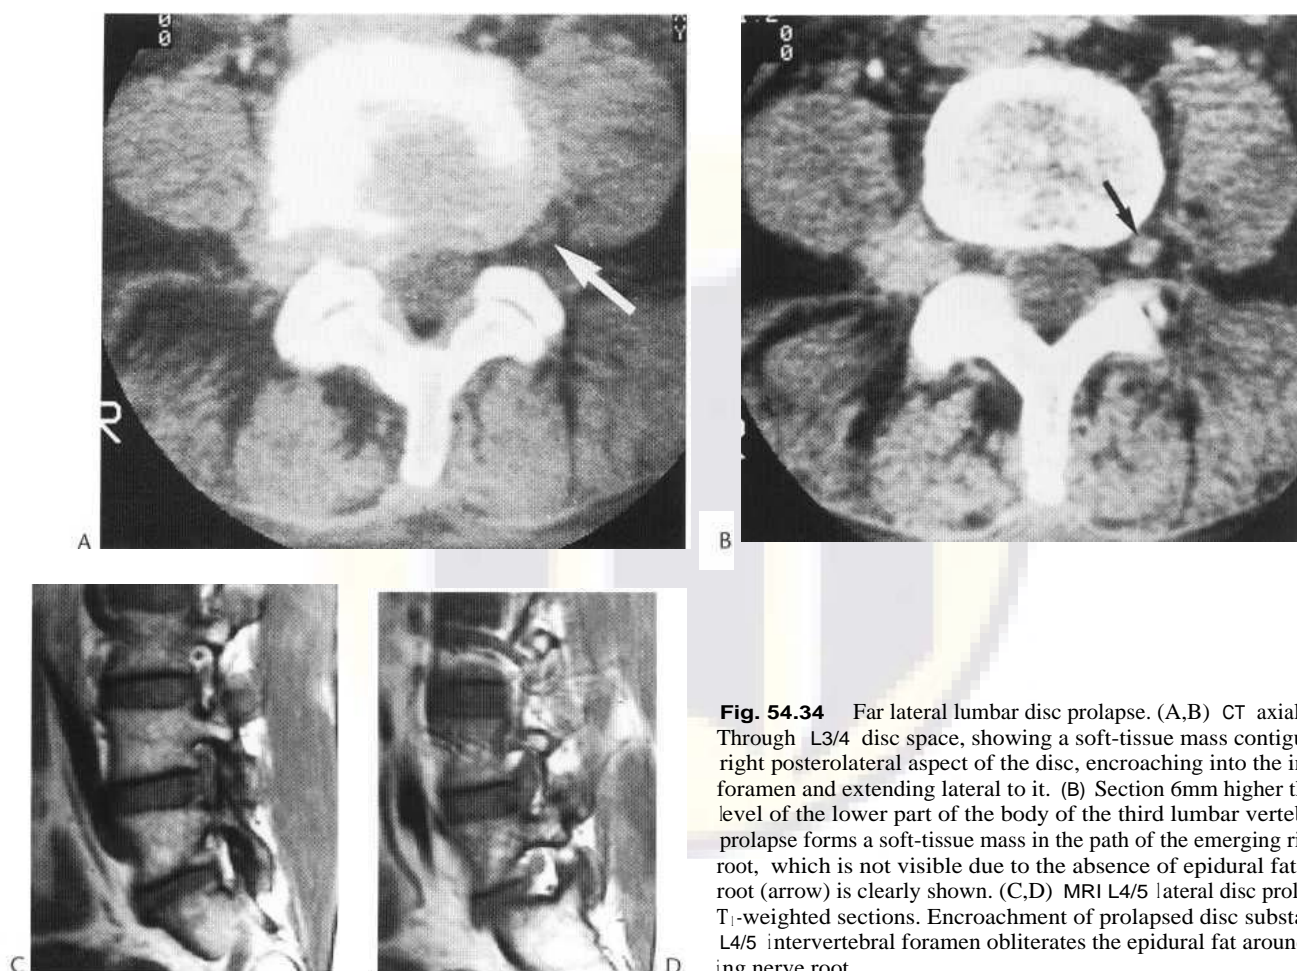 00
Y
00
R
A
B
Fig. 54.34 Far lateral lumbar disc prolapse. (A,B) CT axial
Through L3/4 disc space, showing a soft-tissue mass
right posterolateral aspect of the disc, encroaching into the
foramen and extending lateral to it. (B) Section 6mm higher
level of the lower part of the body of the third lumbar
prolapse forms a soft-tissue mass in the path of the emerging
root, which is not visible due to the absence of epidural fat
root (arrow) is clearly shown. (C,D) MRI L4/5 lateral disc
T1-weighted sections. Encroachment of prolapsed disc
L4/5 intervertebral foramen obliterates the epidural fat
ing nerve root
C
D